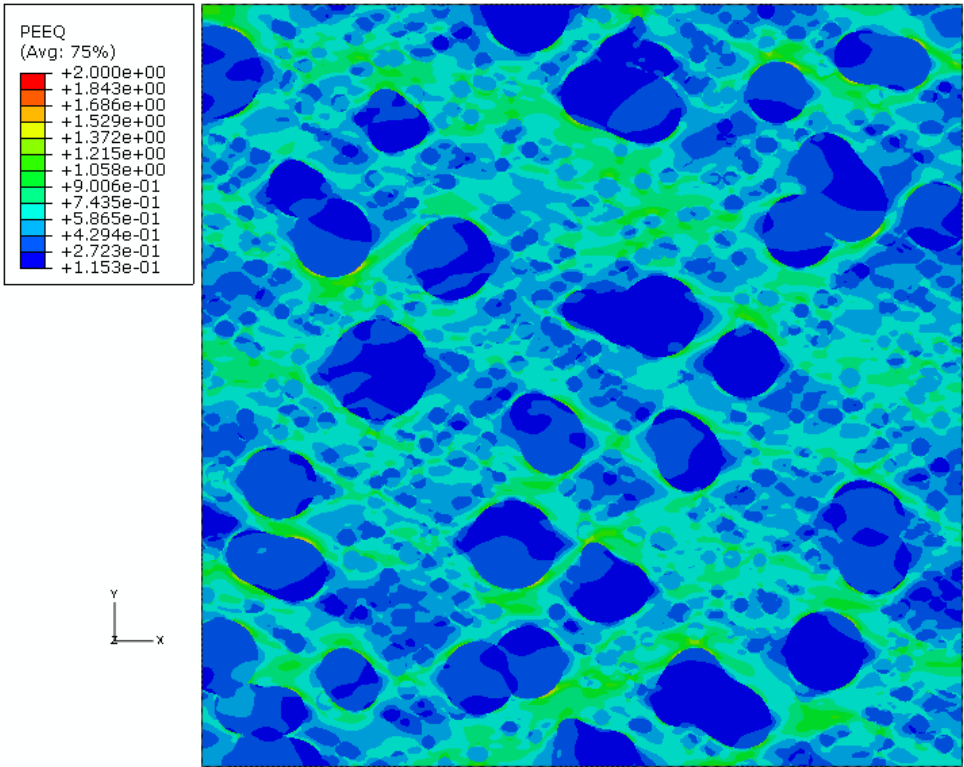 PEEQ
(Avg: 75%)
+2.000e+00
+1.843e+00
+1.686e+00
+1.529e+00
+1.372e+00
+1.215e+00
+1.058e+00
+9.006e-01
+7.435e-01
+5.865e-01
+4.294e-01
+2.723e-01
+1.153e-01
Y
Z X